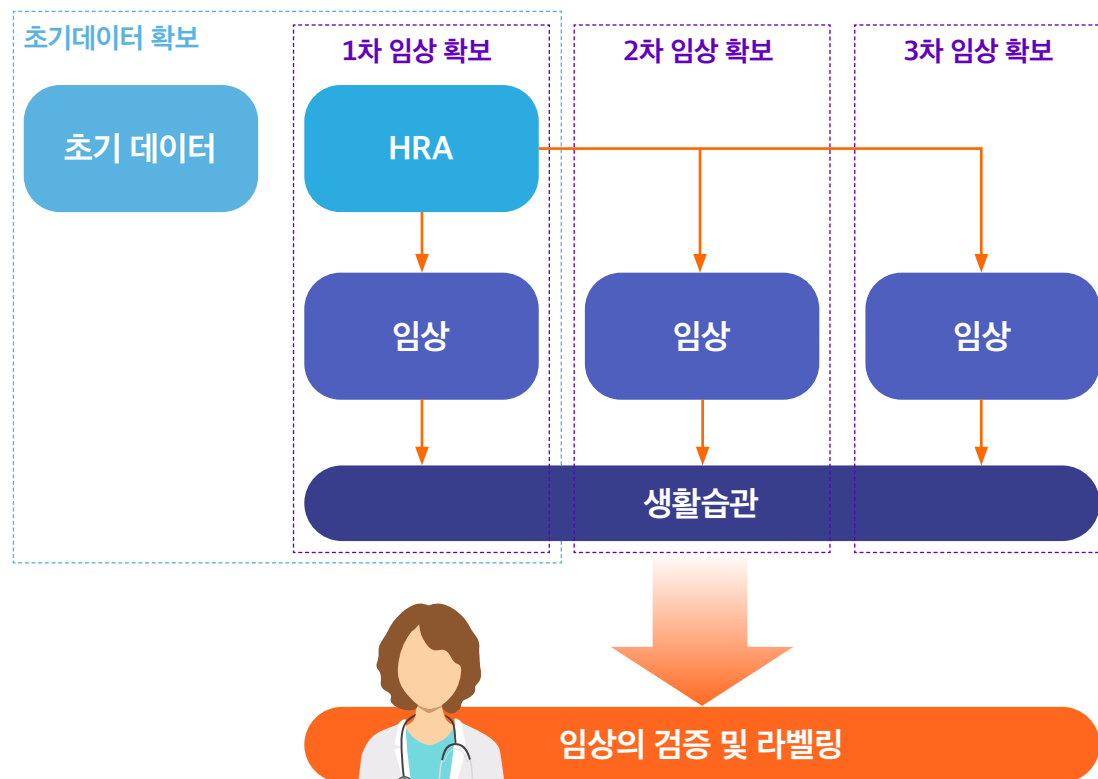 초기데이터 확보
1차 임상 확보
2차 임상 확보
3차 임상 확보
초기 데이터
HRA
임상
임상
임상
생활습관
임상의 검증 및 라벨링